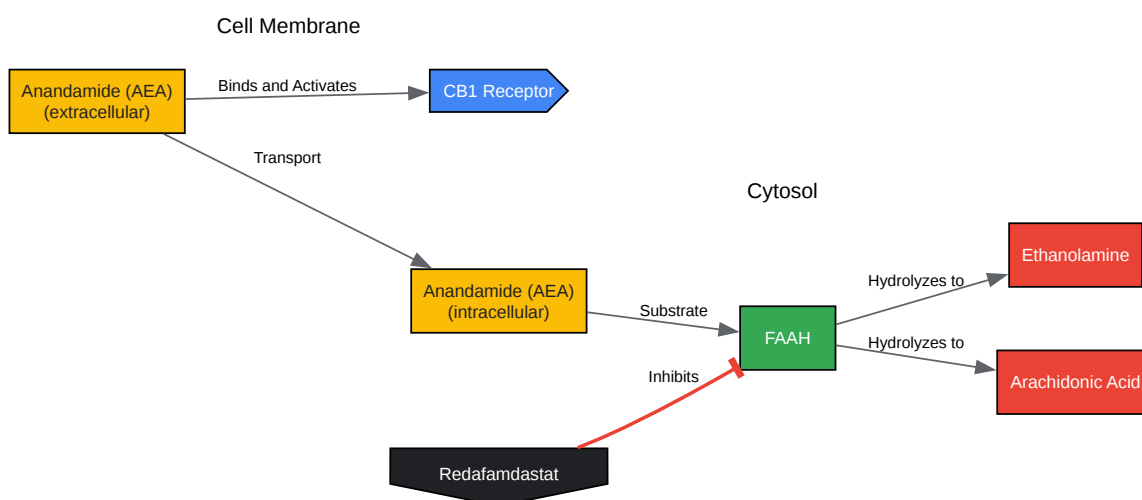 Cell Membrane
Anandamide (AEA)
(extracellular)
Binds and Activates
CB1 Receptor
Transport
Cytosol
Anandamide (AEA)
(intracellular)
Substrate
FAAH
Hydrolyzes to
Ethanolamine
Hydrolyzes to
Arachidonic Acid
Inhibits
Redafamdastat